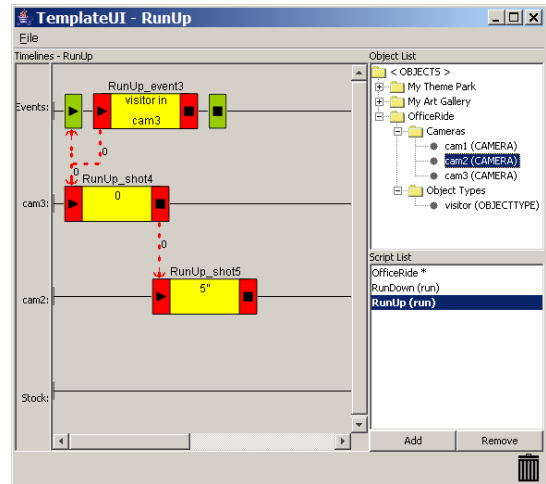 TemplateUI - RunUp
File
Timelines - RunUp
Object List
< OBJECTS >
My Theme Park
My Art Gallery
OfficeRide
Cameras
cam1 (CAMERA)
cam2 (CAMERA)
cam3 (CAMERA)
Object Types
visitor (OBJECTTYPE)
Events:
RunUp_event3
visitor in
cam3
0
0
cam3:
RunUp_shot4
0
0
cam2:
RunUp_shot5
5"
Stock:
Script List
OfficeRide *
RunDown (run)
RunUp (run)
Add
Remove